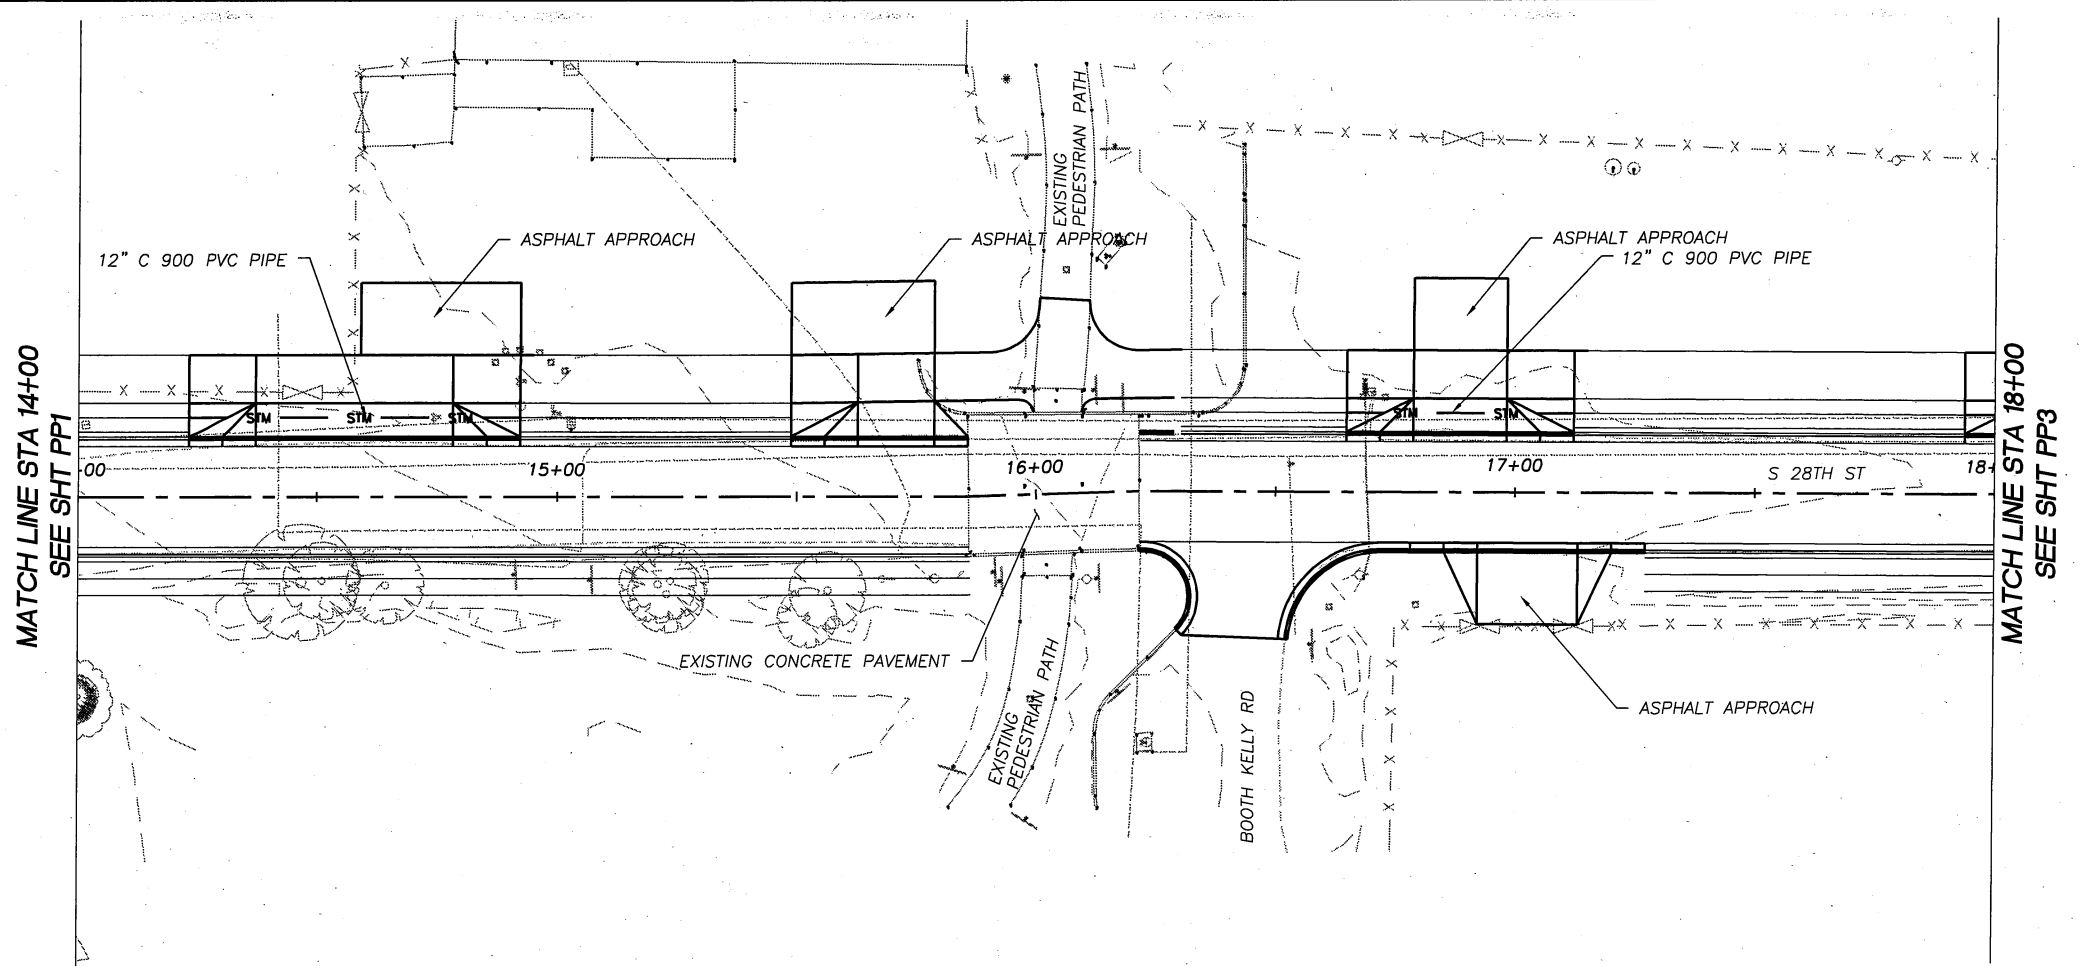 EXISTING
PEDESTRIAN PATH
12" C 900 PVC PIPE
ASPHALT APPROACH
ASPHALT APPROACH
ASPHALT APPROACH
12" C 900 PVC PIPE
MATCH LINE STA 14+00
SEE SHT PP1
STM
STM
STM
STM
STM
00
15+00
16+00
17+00
18+
S 28TH ST
MATCH LINE STA 18+00
SEE SHT PP3
EXISTING CONCRETE PAVEMENT
EXISTING
PEDESTRIAN PATH
BOOTH KELLY RD
ASPHALT APPROACH